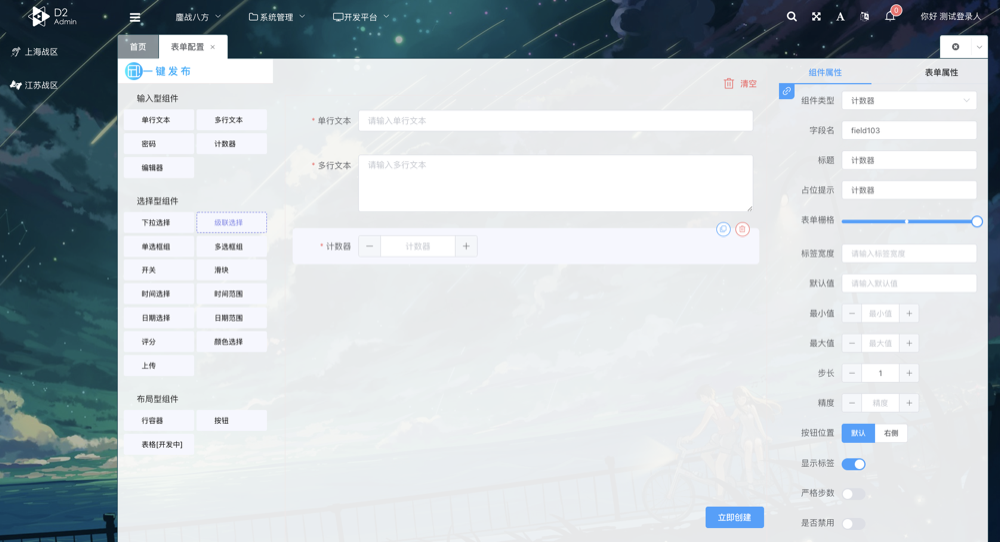 D2
Admin
鏖战八方
系统管理
开发平台
A
0
你好 测试登录人
上海战区
江苏战区
首页
表单配置
一键发布
输入型组件
单行文本
多行文本
密码
计数器
编辑器
选择型组件
下拉选择
级联选择
单选框组
多选框组
开关
滑块
时间选择
时间范围
日期选择
日期范围
评分
颜色选择
上传
布局型组件
行容器
按钮
表格[开发中]
清空
* 单行文本
请输入单行文本
* 多行文本
请输入多行文本
* 计数器
计数器
立即创建
组件属性
表单属性
组件类型
计数器
字段名
field103
标题
计数器
占位提示
计数器
表单栅格
标签宽度
请输入标签宽度
默认值
请输入默认值
最小值
最小值
最大值
最大值
步长
1
精度
精度
按钮位置
默认
右侧
显示标签
严格步数
是否禁用